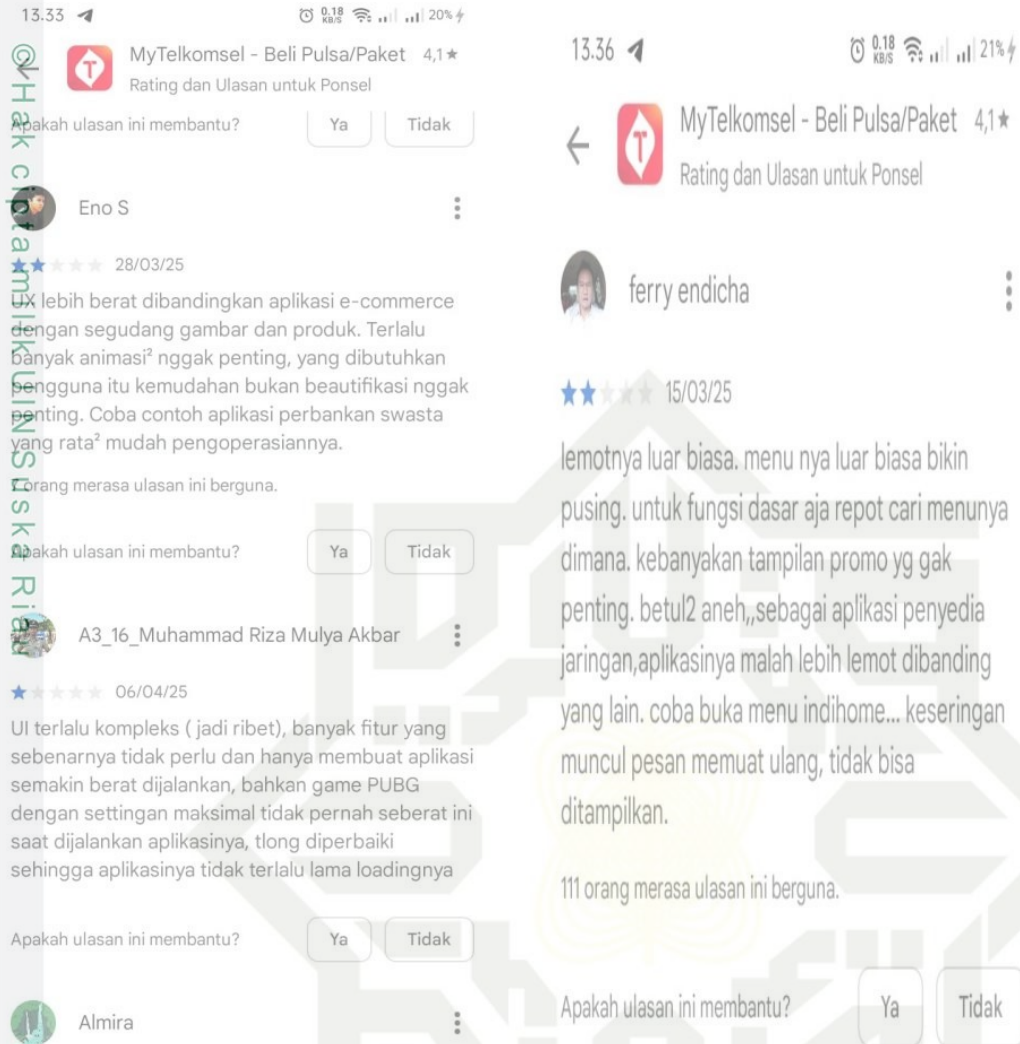 13.33
0.18 KB/S
20%
MyTelkomsel - Beli Pulsa/Paket 4,1★
Rating dan Ulasan untuk Ponsel
Apakah ulasan ini membantu? Ya Tidak
Eno S
28/03/25
UX lebih berat dibandingkan aplikasi e-commerce
dengan segudang gambar dan produk. Terlalu
banyak animasi² nggak penting, yang dibutuhkan
pengguna itu kemudahan bukan beautifikasi nggak
penting. Coba contoh aplikasi perbankan swasta
yang rata² mudah pengoperasiannya.
orang merasa ulasan ini berguna.
Apakah ulasan ini membantu? Ya Tidak
A3_16_Muhammad Riza Mulya Akbar
06/04/25
UI terlalu kompleks ( jadi ribet), banyak fitur yang
sebenarnya tidak perlu dan hanya membuat aplikasi
semakin berat dijalankan, bahkan game PUBG
dengan settingan maksimal tidak pernah seberat ini
saat dijalankan aplikasinya, tlong diperbaiki
sehingga aplikasinya tidak terlalu lama loadingnya
Apakah ulasan ini membantu? Ya Tidak
Almira
13.36
0.18 KB/S
21%
MyTelkomsel - Beli Pulsa/Paket 4,1★
Rating dan Ulasan untuk Ponsel
ferry endicha
15/03/25
lemotnya luar biasa. menu nya luar biasa bikin
pusing. untuk fungsi dasar aja repot cari menunya
dimana. kebanyakan tampilan promo yg gak
penting. betul2 aneh,,sebagai aplikasi penyedia
jaringan,aplikasinya malah lebih lemot dibanding
yang lain. coba buka menu indihome... keseringan
muncul pesan memuat ulang, tidak bisa
ditampilkan.
111 orang merasa ulasan ini berguna.
Apakah ulasan ini membantu? Ya Tidak
© Hak cipta milik UIN Suska Riau